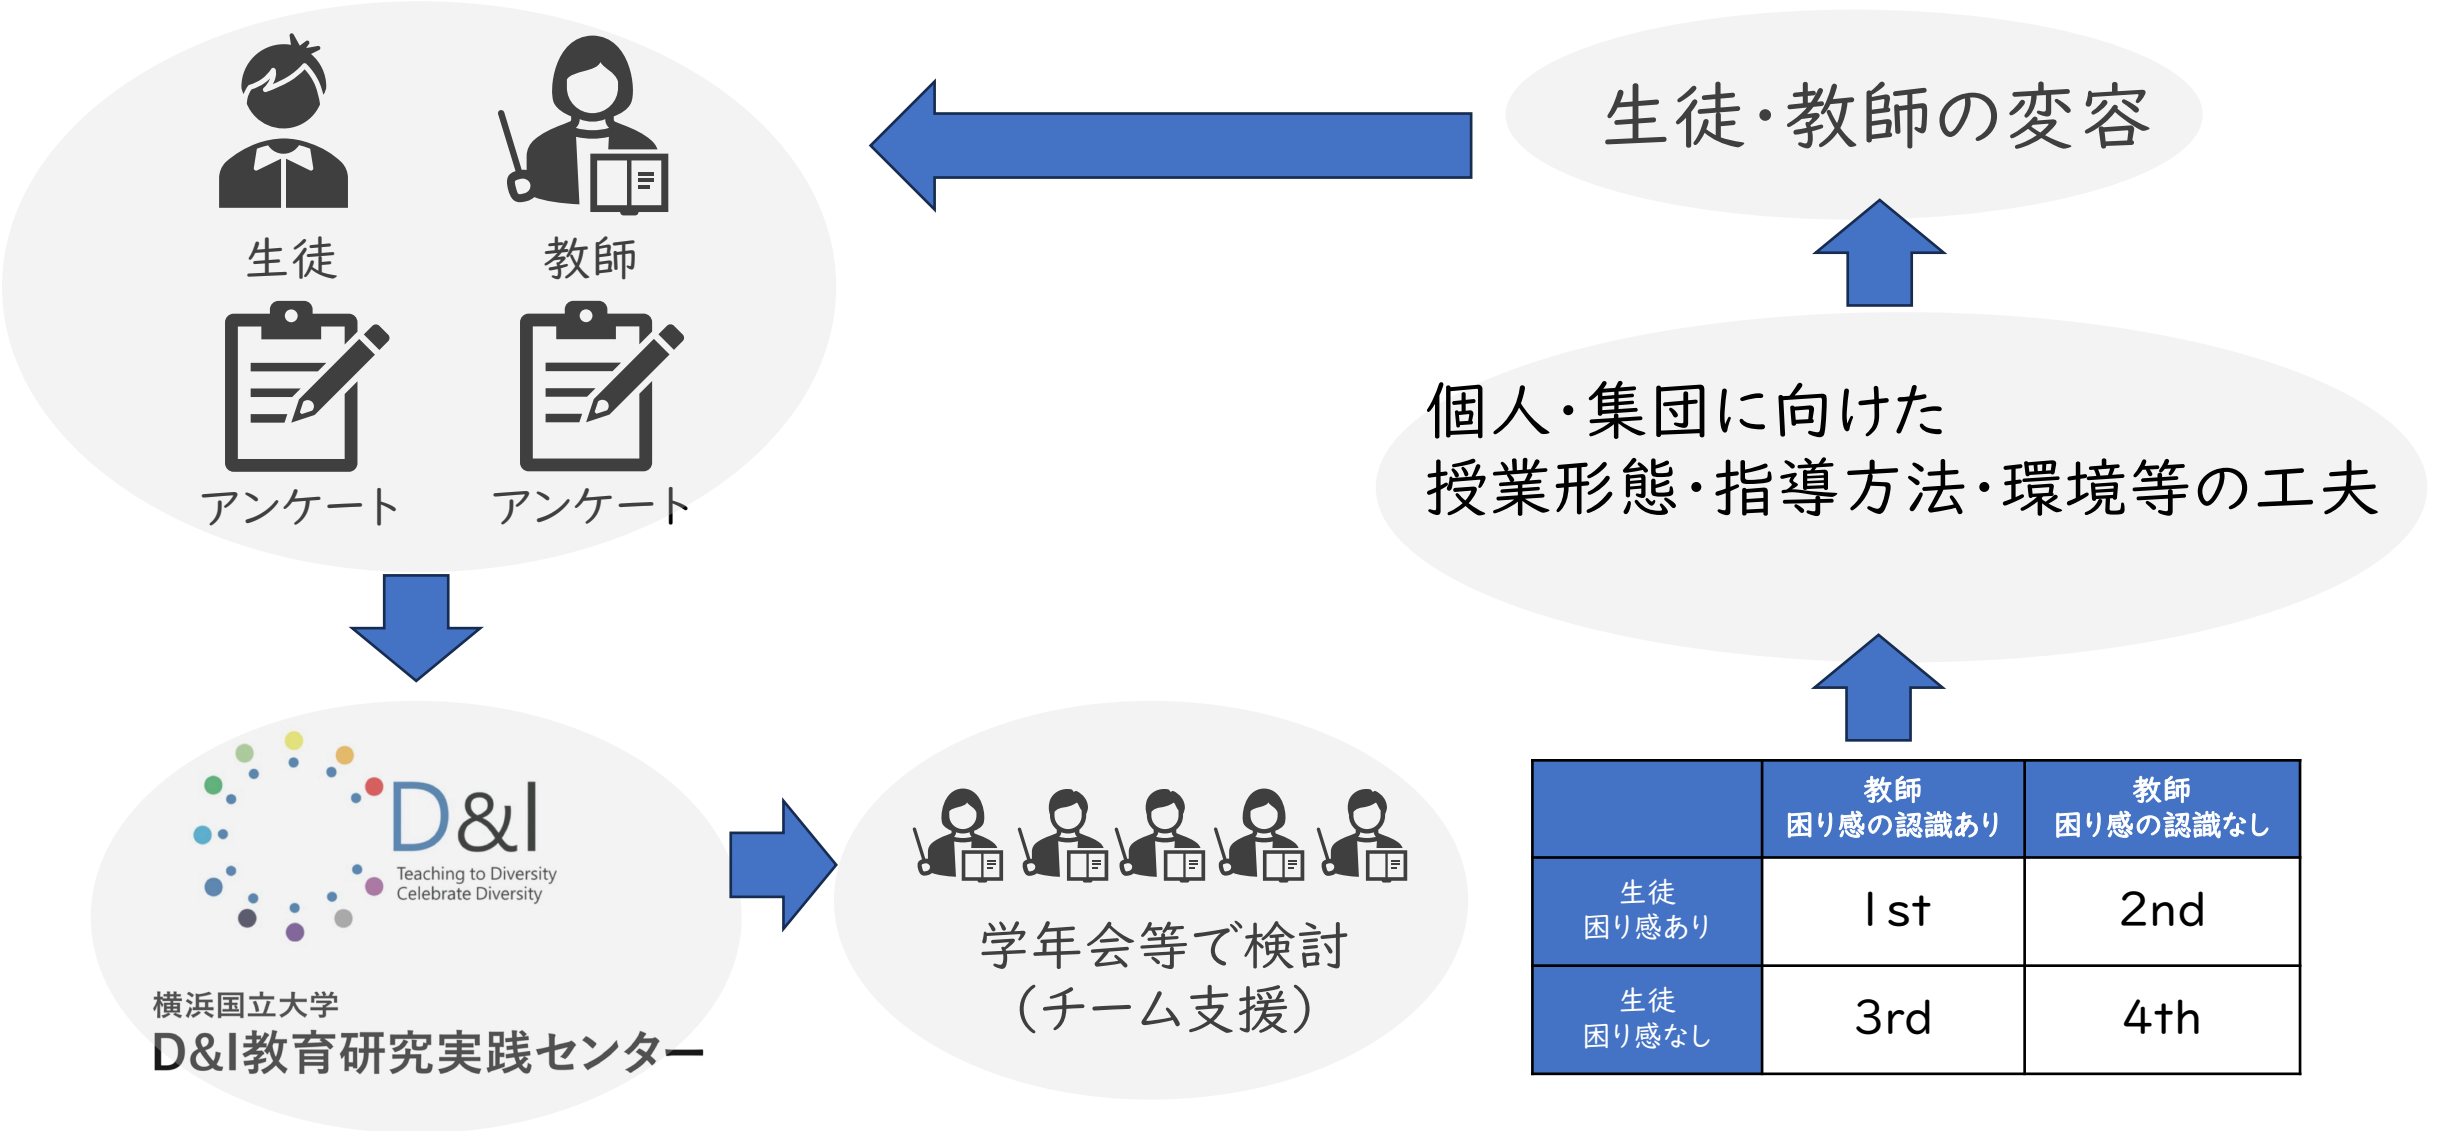 生徒
教師
アンケート
アンケート
D&I
Teaching to Diversity
Celebrate Diversity
横浜国立大学
D&I教育研究実践センター
学年会等で検討
（チーム支援）
教師
困り感の認識あり
教師
困り感の認識なし
生徒
困り感あり
1st
2nd
生徒
困り感なし
3rd
4th
個人・集団に向けた
授業形態・指導方法・環境等の工夫
生徒・教師の変容